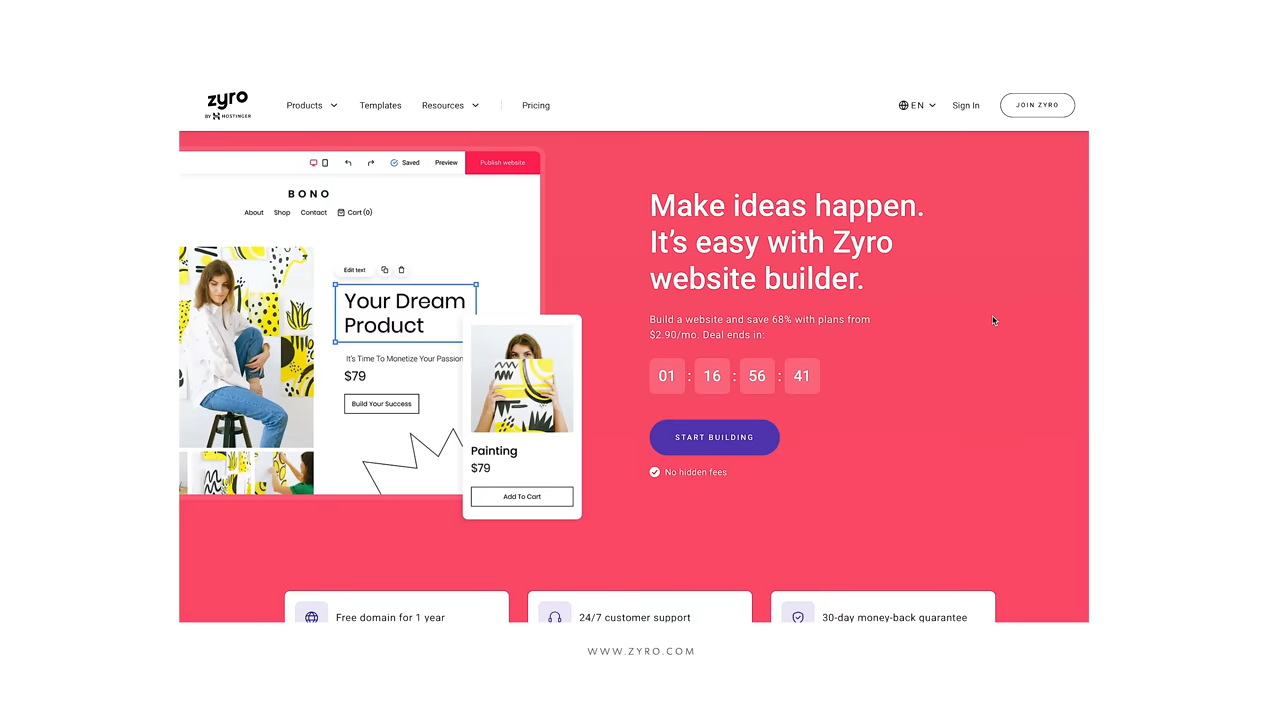 zyro
BY HOSTINGER
Products
Templates
Resources
Pricing
EN
Sign In
JOIN ZYRO
Saved
Preview
Publish website
BONO
About
Shop
Contact
Cart (0)
Edit text
Your Dream
Product
It's Time To Monetize Your Passion
$79
Build Your Success
Painting
$79
Add To Cart
Make ideas happen.
It's easy with Zyro
website builder.
Build a website and save 68% with plans from
$2.90/mo. Deal ends in:
01 : 16 : 56 : 41
START BUILDING
No hidden fees
Free domain for 1 year
24/7 customer support
30-day money-back guarantee
WWW.ZYRO.COM